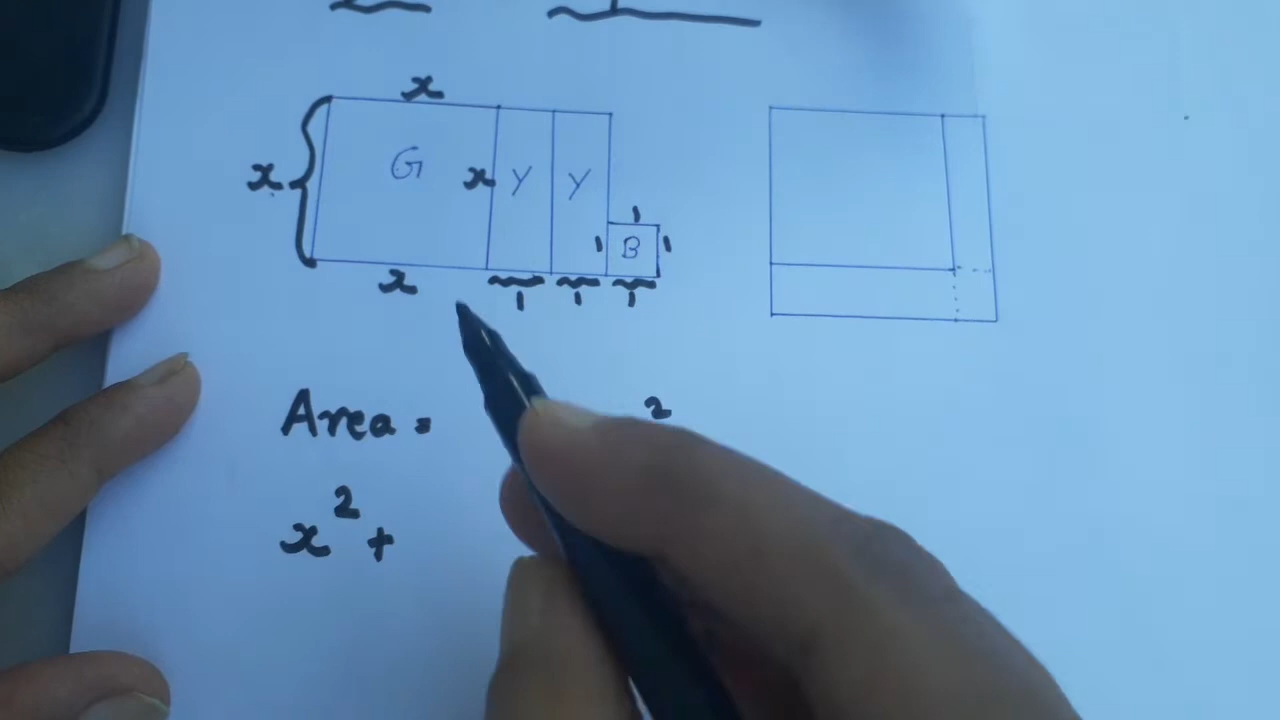 x
x G x Y Y
1
1 B 1
x 1 1 1
Area = 2
x² +